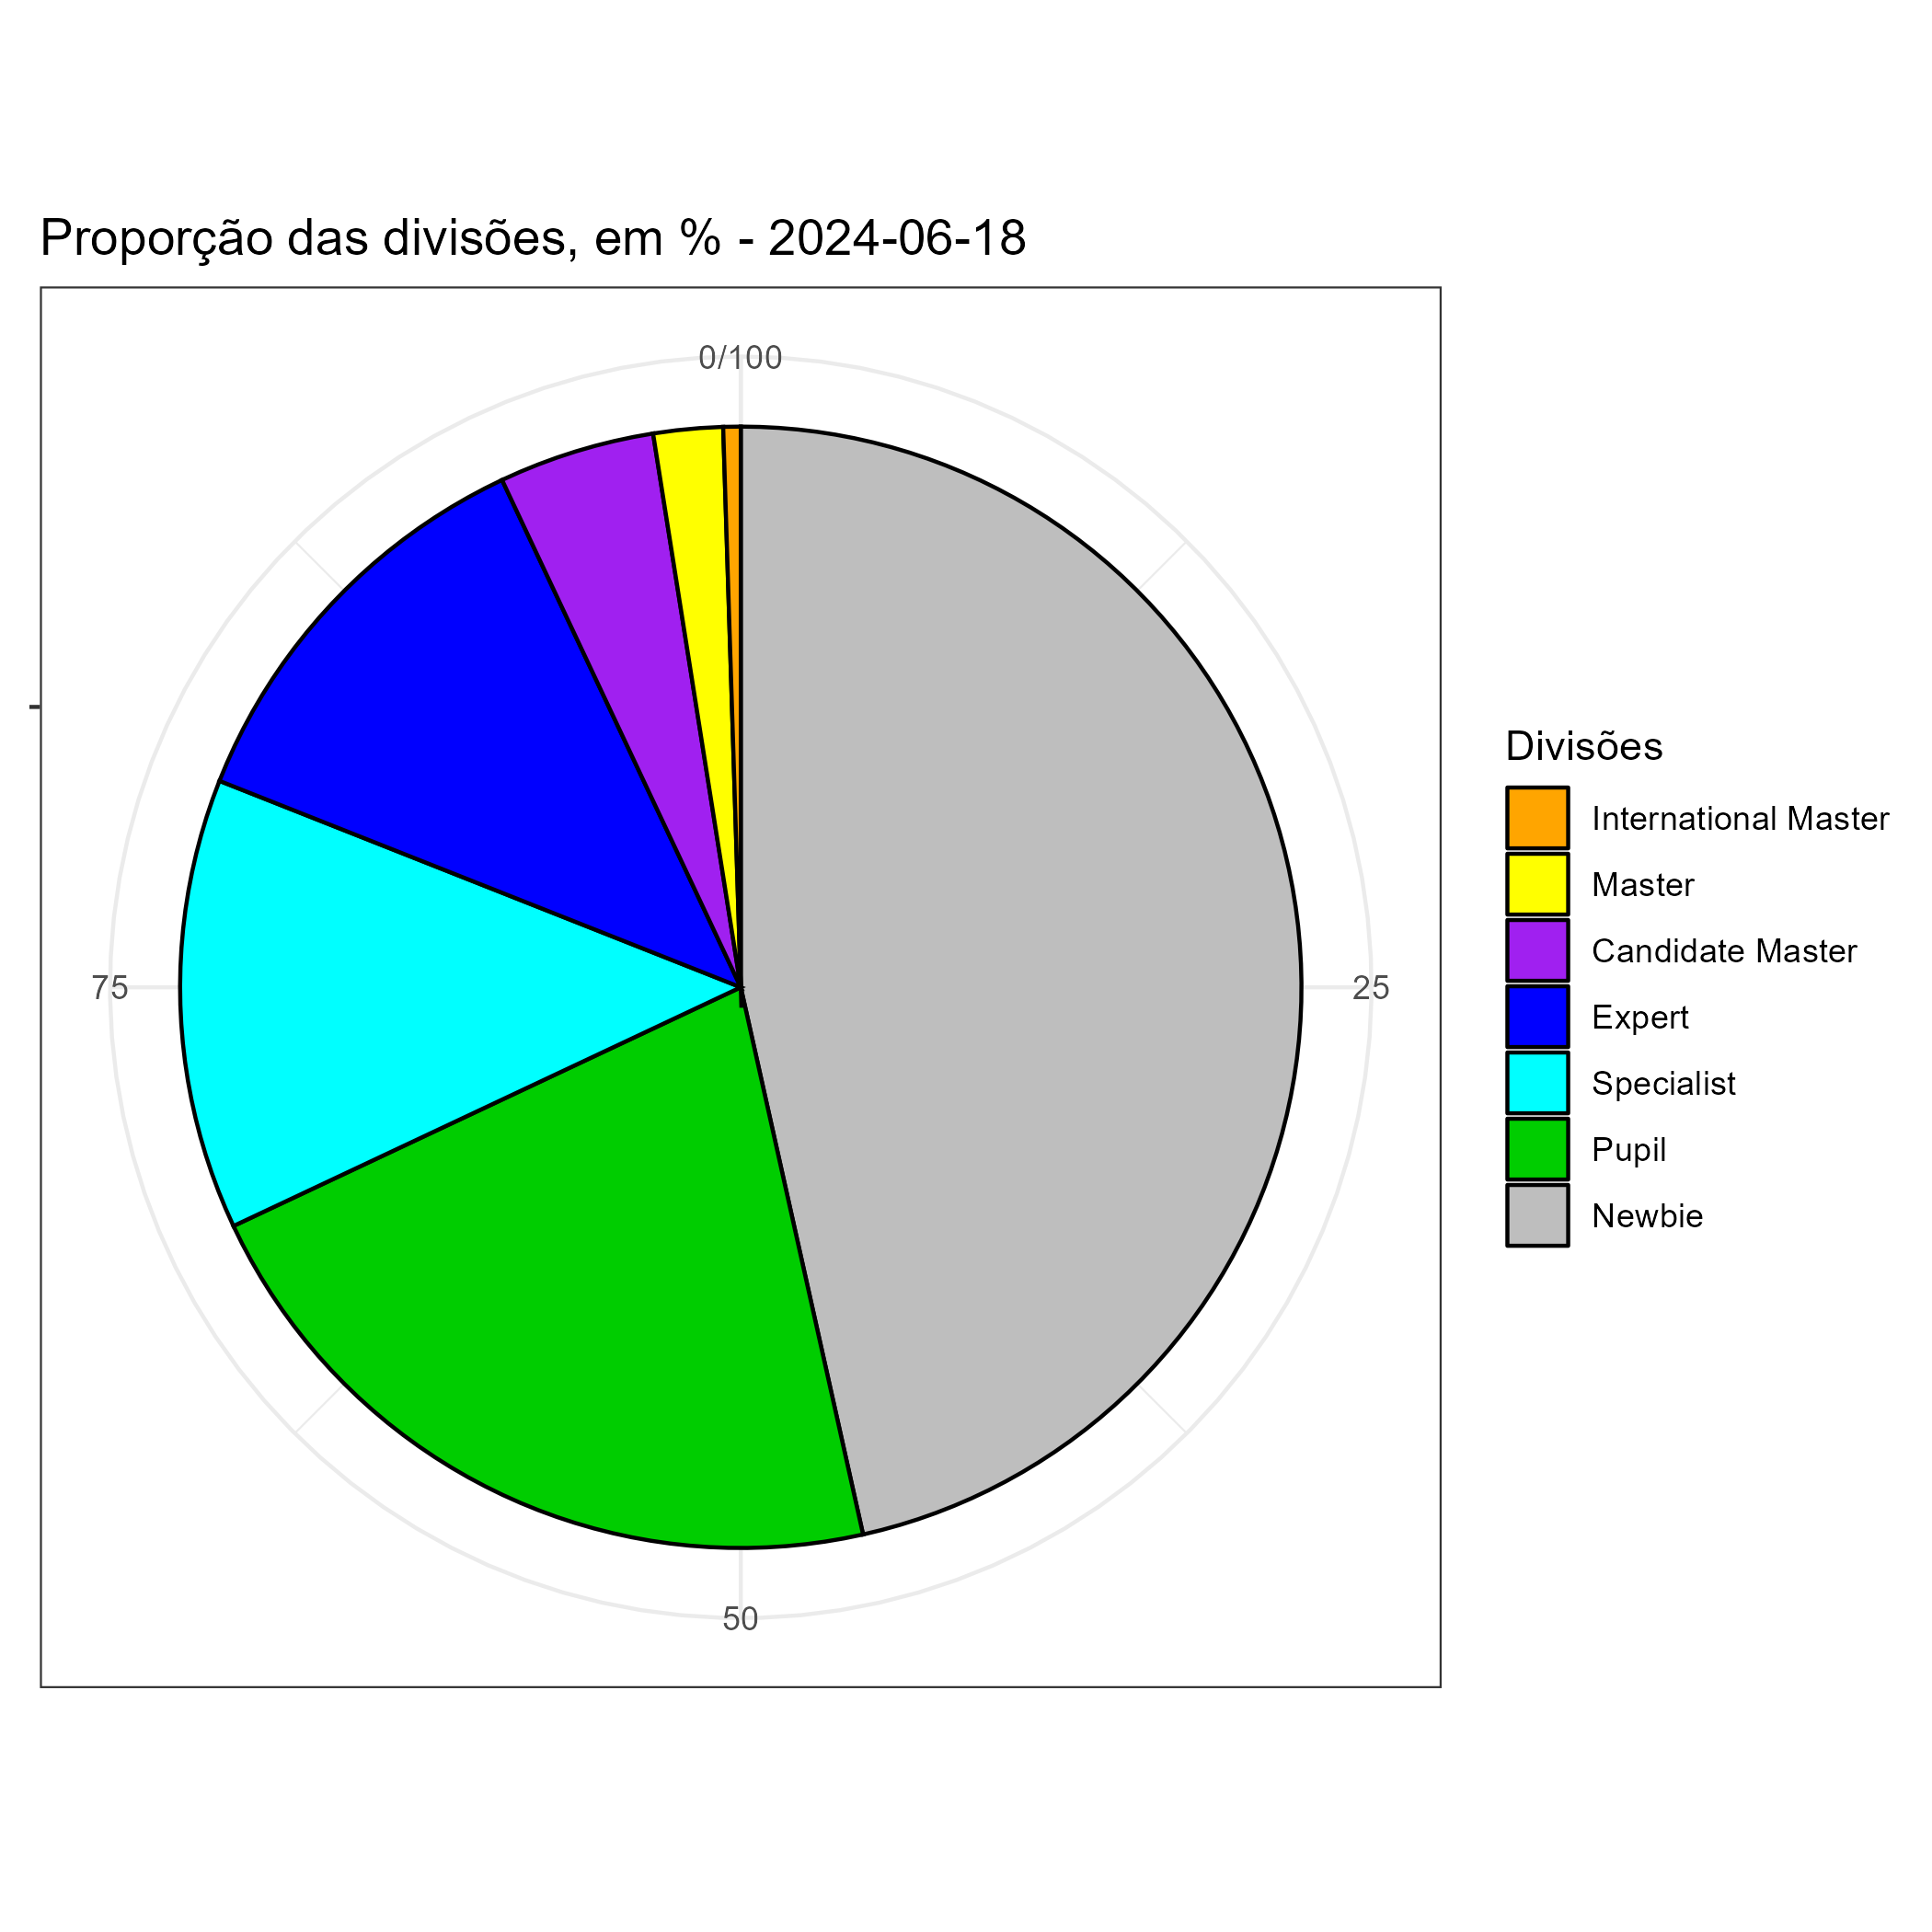 Proporção das divisões, em % - 2024-06-18
0/100
75
25
50
Divisões
International Master
Master
Candidate Master
Expert
Specialist
Pupil
Newbie